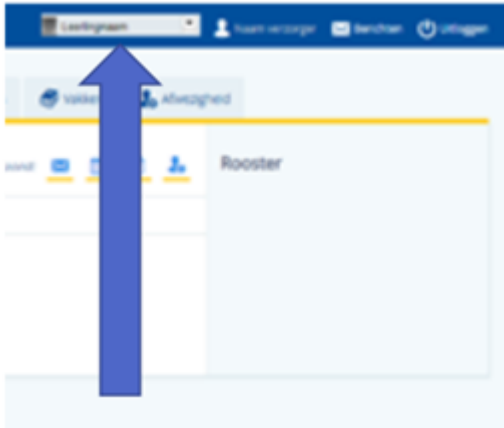 Leerlingnaam Naam verzorger Berichten Uitloggen
Vakken Afwezigheid
Rooster